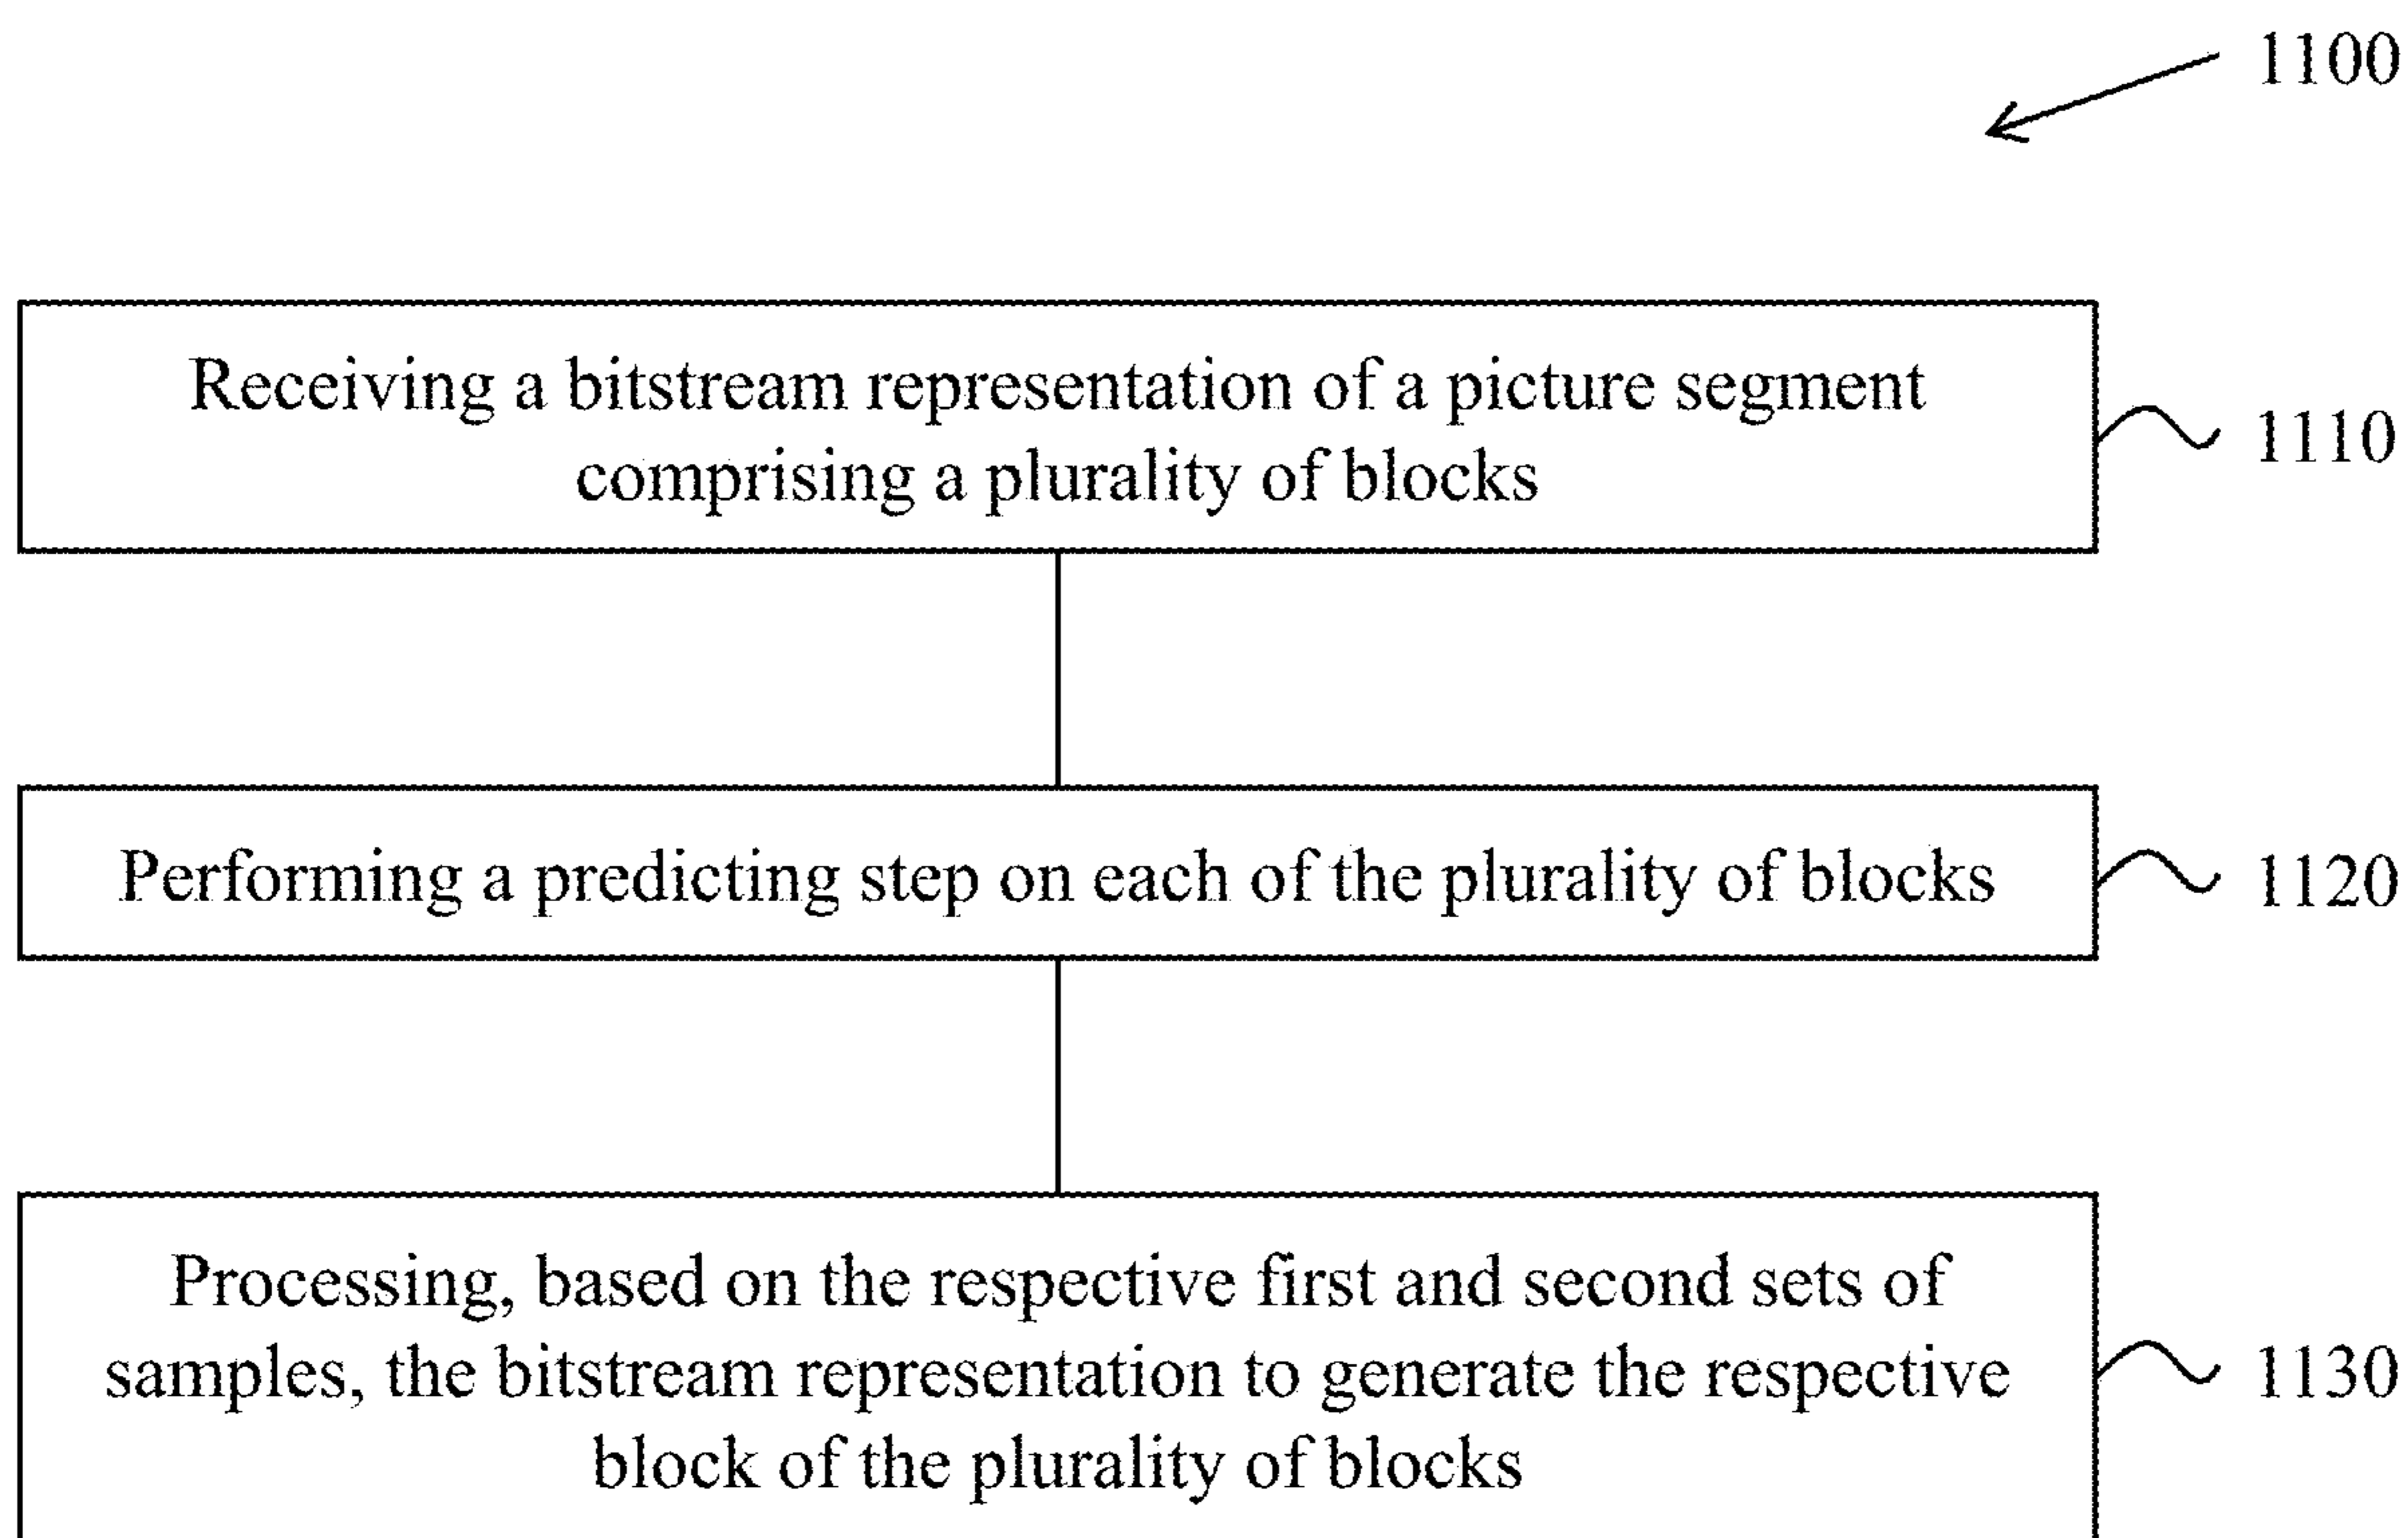 1100
Receiving a bitstream representation of a picture segment
comprising a plurality of blocks
1110
Performing a predicting step on each of the plurality of blocks
1120
Processing, based on the respective first and second sets of
samples, the bitstream representation to generate the respective
block of the plurality of blocks
1130